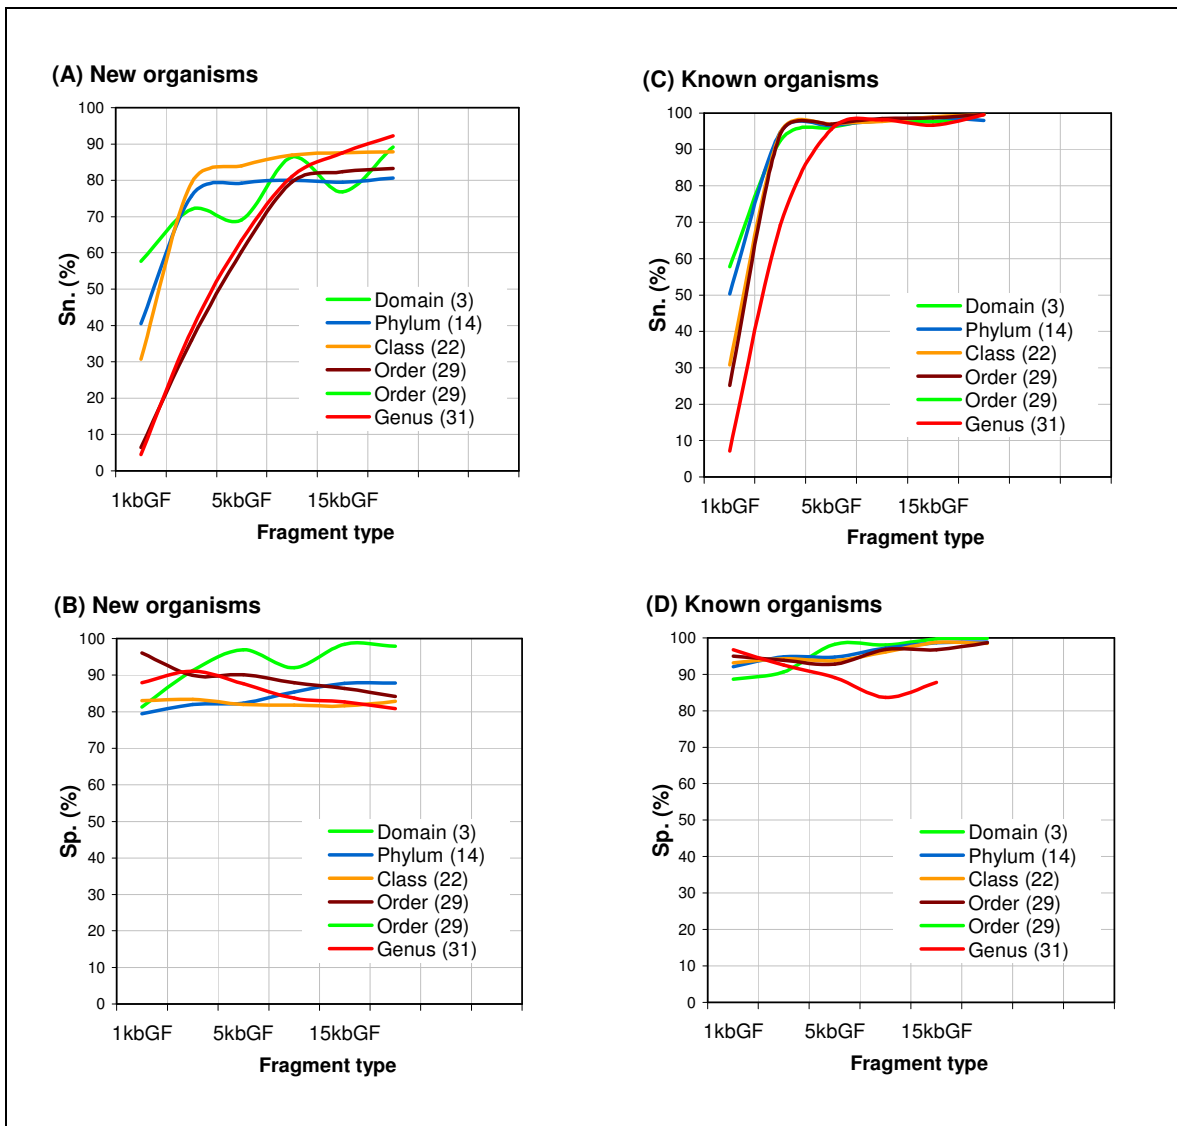 (A) New organisms
100
90
80
70
60
50
40
30
20
10
0
Sn. (%)
Domain (3)
Phylum (14)
Class (22)
Order (29)
Order (29)
Genus (31)
1kbGF 5kbGF 15kbGF
Fragment type
(C) Known organisms
100
90
80
70
60
50
40
30
20
10
0
Sn. (%)
Domain (3)
Phylum (14)
Class (22)
Order (29)
Order (29)
Genus (31)
1kbGF 5kbGF 15kbGF
Fragment type
(B) New organisms
100
90
80
70
60
50
40
30
20
10
0
Sp. (%)
Domain (3)
Phylum (14)
Class (22)
Order (29)
Order (29)
Genus (31)
1kbGF 5kbGF 15kbGF
Fragment type
(D) Known organisms
100
90
80
70
60
50
40
30
20
10
0
Sp. (%)
Domain (3)
Phylum (14)
Class (22)
Order (29)
Order (29)
Genus (31)
1kbGF 5kbGF 15kbGF
Fragment type